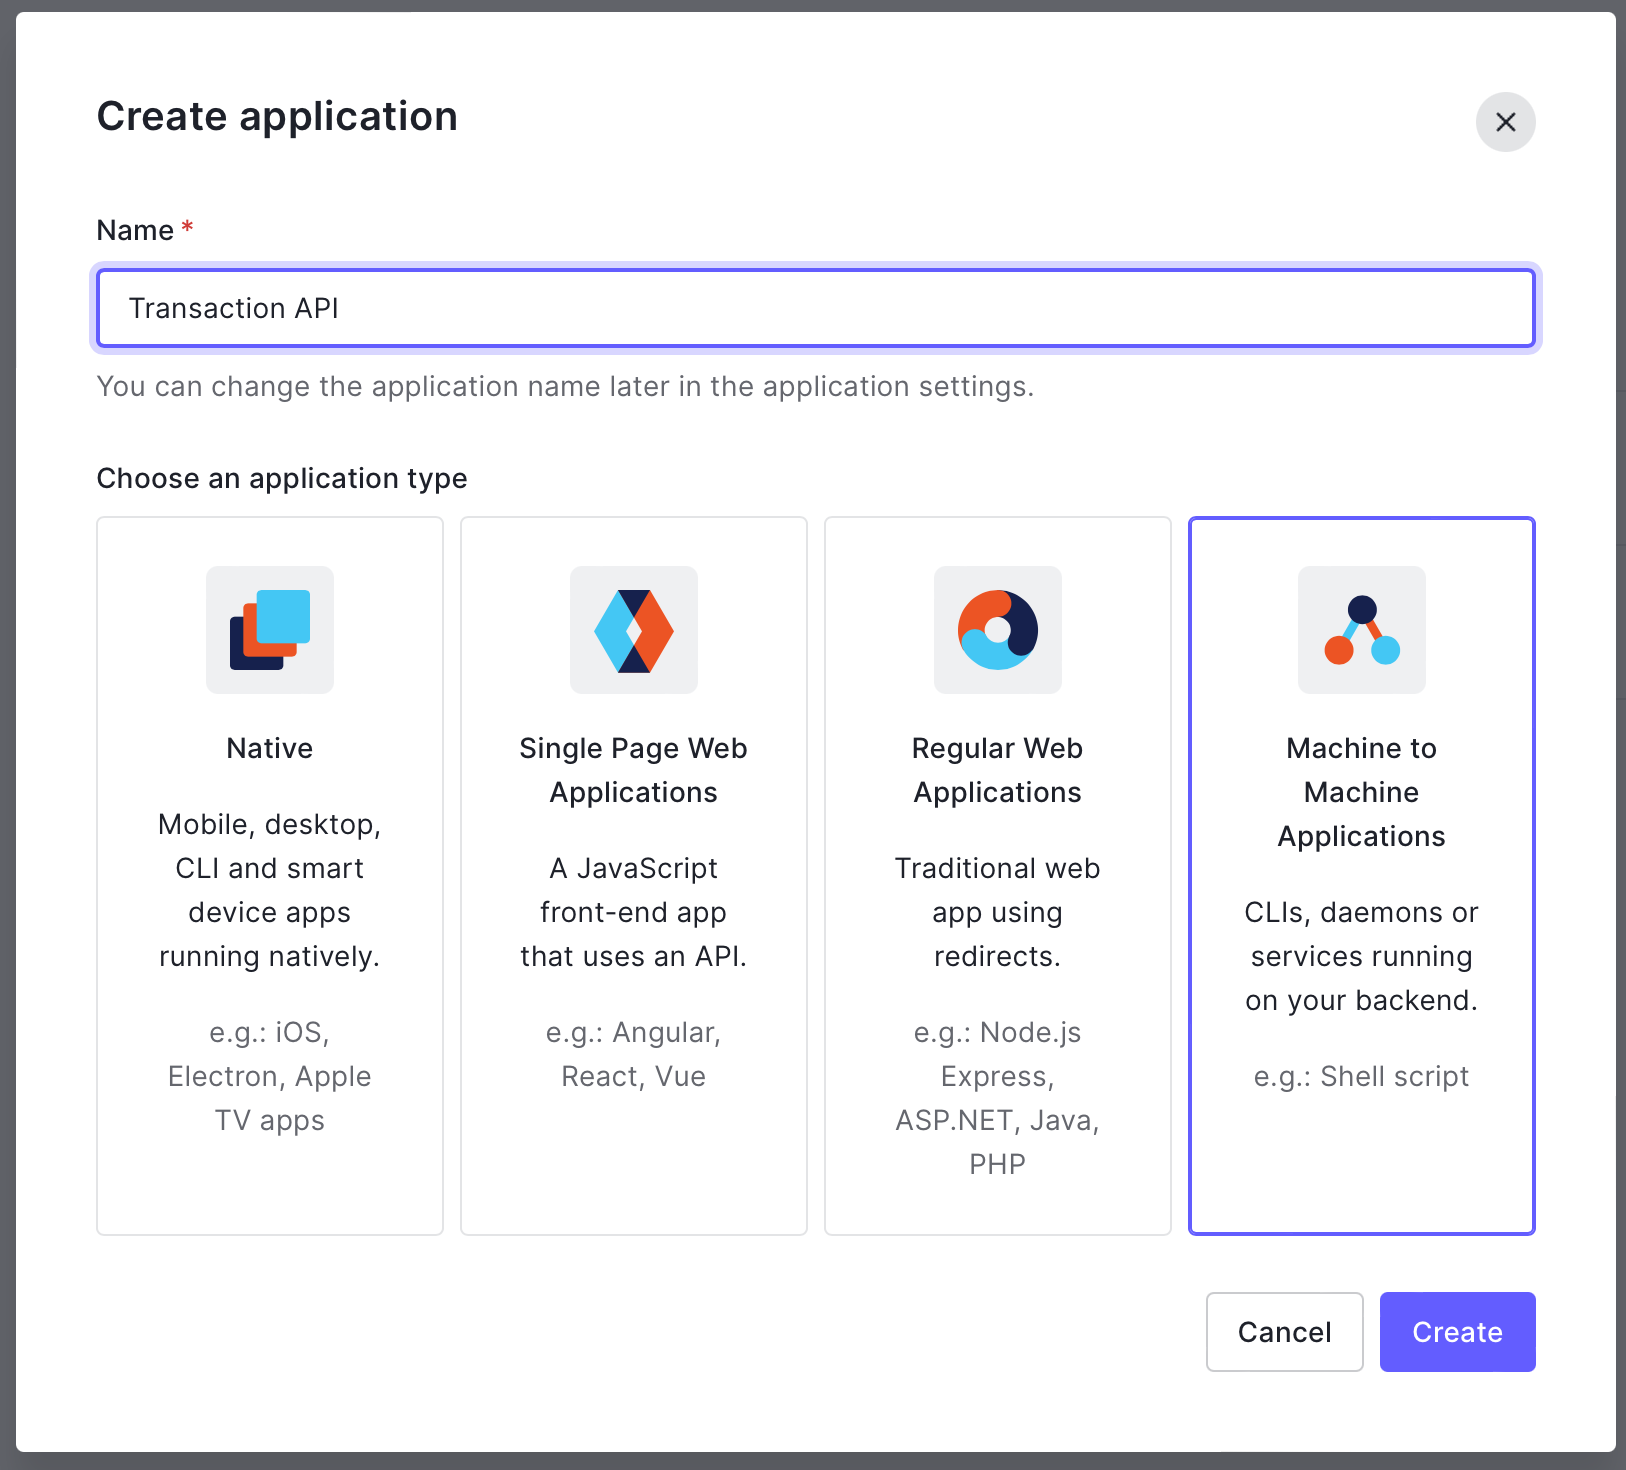 Create application
Name *
Transaction API
You can change the application name later in the application settings.
Choose an application type
Native
Mobile, desktop,
CLI and smart
device apps
running natively.
e.g.: iOS,
Electron, Apple
TV apps
Single Page Web
Applications
A JavaScript
front-end app
that uses an API.
e.g.: Angular,
React, Vue
Regular Web
Applications
Traditional web
app using
redirects.
e.g.: Node.js
Express,
ASP.NET, Java,
PHP
Machine to
Machine
Applications
CLIs, daemons or
services running
on your backend.
e.g.: Shell script
Cancel
Create